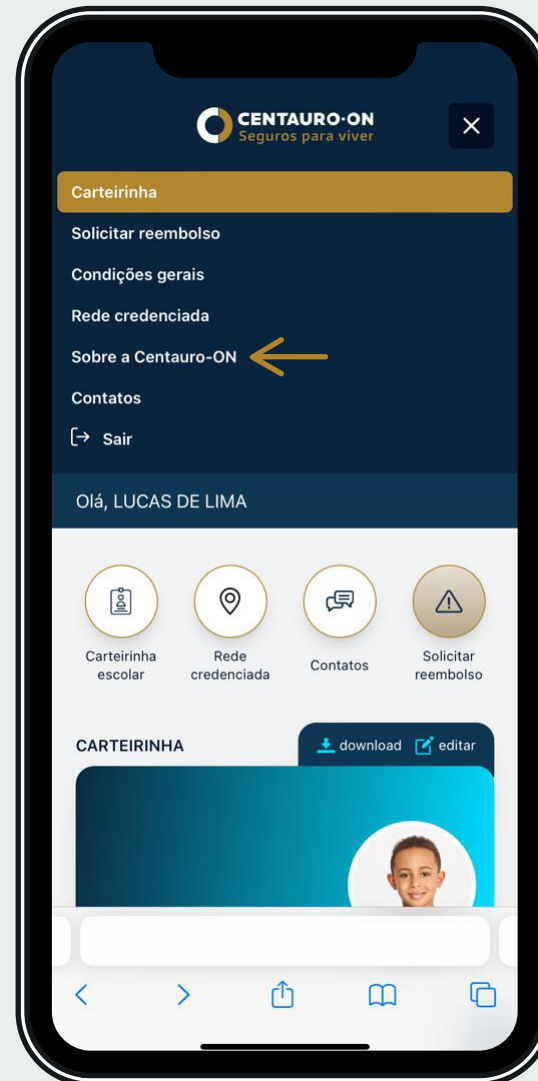 CENTAURO·ON
Seguros para viver
Carteirinha
Solicitar reembolso
Condições gerais
Rede credenciada
Sobre a Centauro-ON
Contatos
Sair
Olá, LUCAS DE LIMA
Carteirinha
escolar
Rede
credenciada
Contatos
Solicitar
reembolso
CARTEIRINHA
download
editar